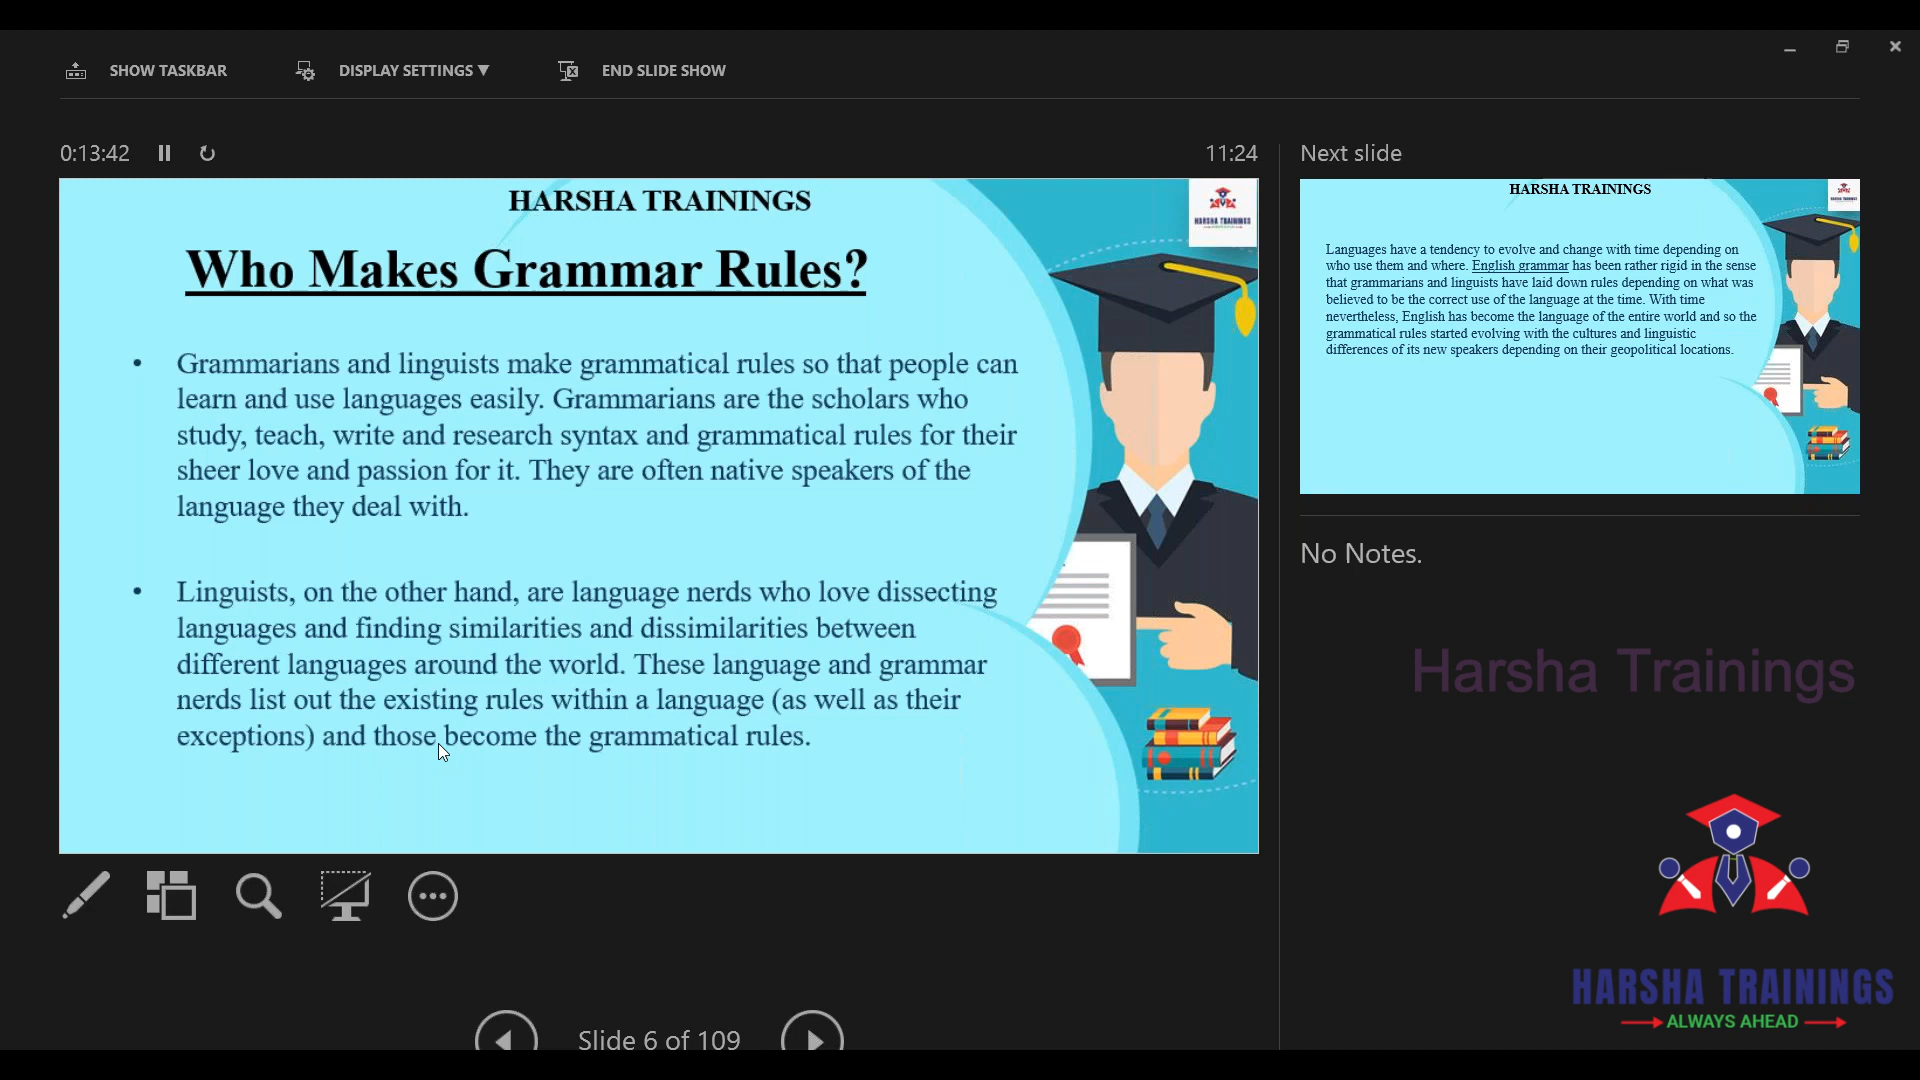 SHOW TASKBAR
DISPLAY SETTINGS ▼
END SLIDE SHOW
0:13:42
11:24
HARSHA TRAININGS
HARSHA TRAININGS
Who Makes Grammar Rules?
• Grammarians and linguists make grammatical rules so that people can
learn and use languages easily. Grammarians are the scholars who
study, teach, write and research syntax and grammatical rules for their
sheer love and passion for it. They are often native speakers of the
language they deal with.
• Linguists, on the other hand, are language nerds who love dissecting
languages and finding similarities and dissimilarities between
different languages around the world. These language and grammar
nerds list out the existing rules within a language (as well as their
exceptions) and those become the grammatical rules.
Slide 6 of 109
Next slide
HARSHA TRAININGS
Languages have a tendency to evolve and change with time depending on
who use them and where. English grammar has been rather rigid in the sense
that grammarians and linguists have laid down rules depending on what was
believed to be the correct use of the language at the time. With time
nevertheless, English has become the language of the entire world and so the
grammatical rules started evolving with the cultures and linguistic
differences of its new speakers depending on their geopolitical locations.
No Notes.
Harsha Trainings
HARSHA TRAININGS
ALWAYS AHEAD